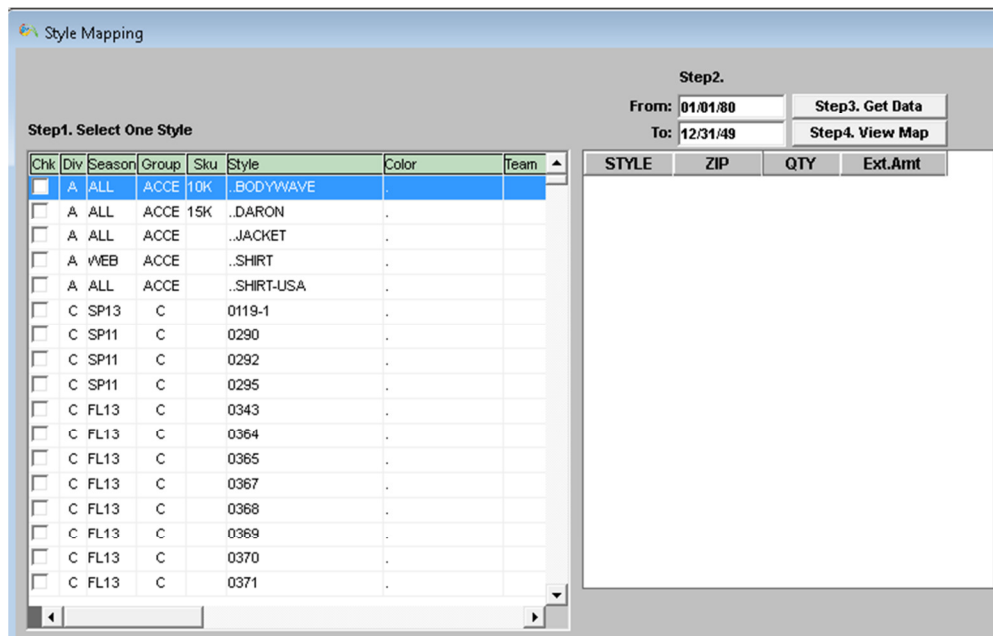 Style Mapping
Step2.
From: 01/01/80 Step3. Get Data
Step1. Select One Style To: 12/31/49 Step4. View Map
Chk Div Season Group Sku Style Color Team STYLE ZIP QTY Ext.Amt
A ALL ACCE 10K ..BODYWAVE .
A ALL ACCE 15K ..DARON .
A ALL ACCE ..JACKET .
A WEB ACCE ..SHIRT .
A ALL ACCE ..SHIRT-USA .
C SP13 C 0119-1 .
C SP11 C 0290 .
C SP11 C 0292 .
C SP11 C 0295 .
C FL13 C 0343 .
C FL13 C 0364 .
C FL13 C 0365 .
C FL13 C 0367 .
C FL13 C 0368 .
C FL13 C 0369 .
C FL13 C 0370 .
C FL13 C 0371 .